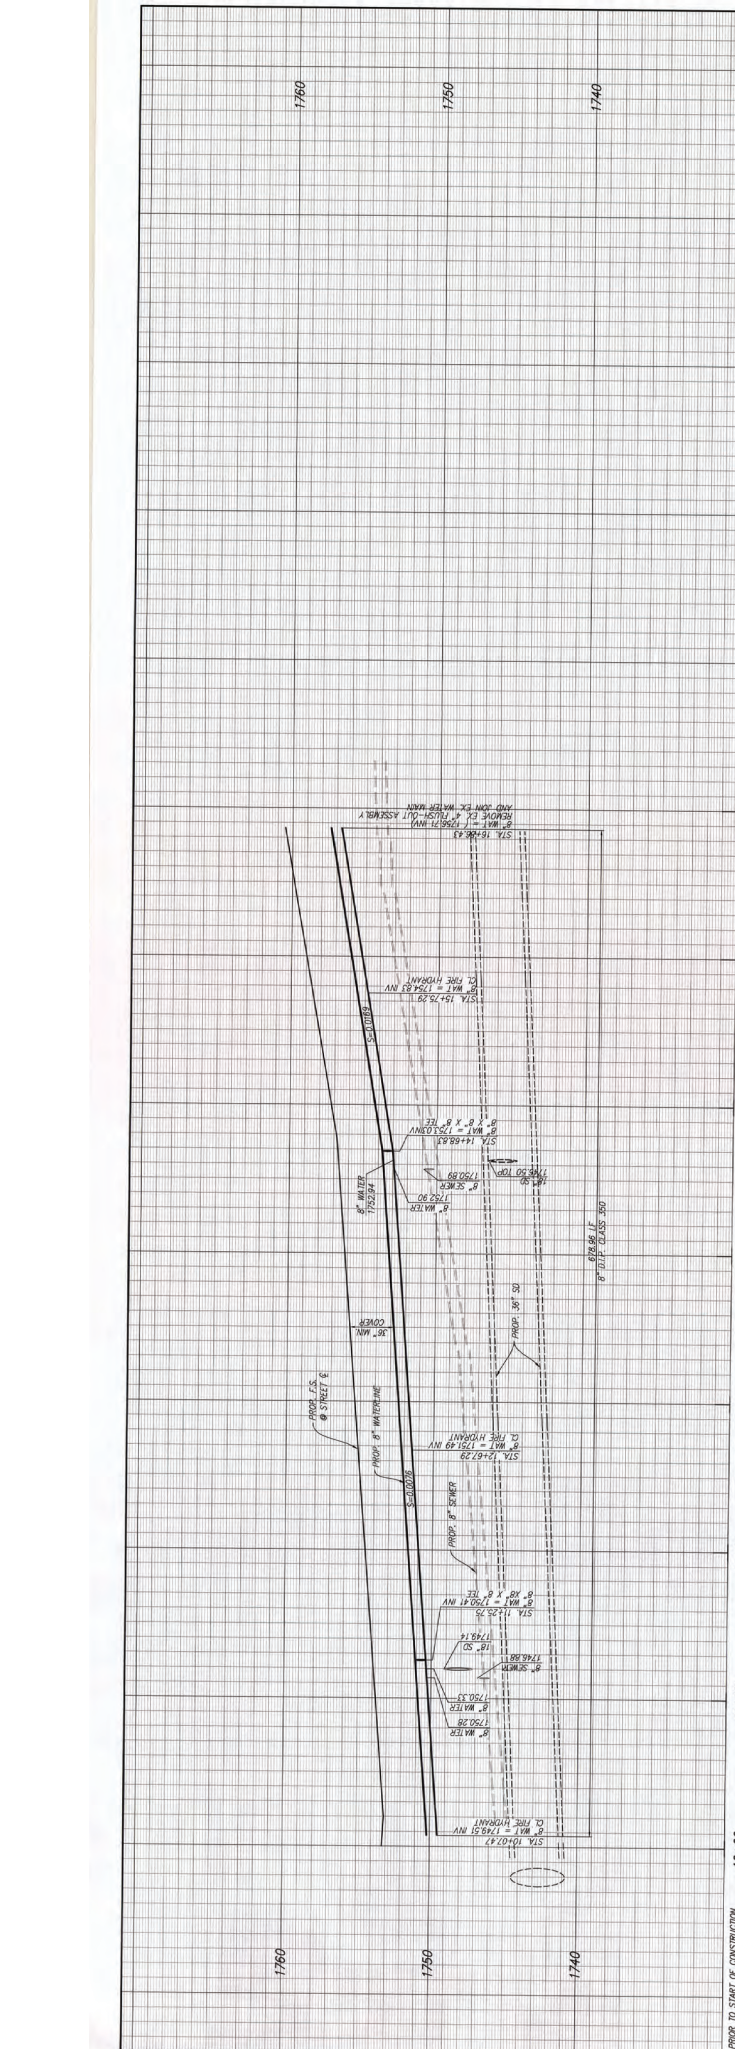 1760
1750
1740
STA. 16+86.43
8" WAT = ( 1756.71 INV)
REMOVE EX. 4" FLUSH-OUT ASSEMBLY
AND JOIN EX. WATER MAIN
STA. 15+75.29
8" WAT = 1754.83 INV
CL FIRE HYDRANT
S=0.0169
STA. 14+68.83
8" WAT = 1753.03INV
8" X 8" X 8" TEE
8" WATER
1752.94
8" WATER
1752.90
8" SEWER
1750.89
18" SD
1746.50 TOP
678.96 LF
8" D.I.P. CLASS 350
36" MIN.
COVER
PROP. 36" SD
PROP. F.S.
@ STREET ℄
PROP. 8" WATERLINE
STA. 12+67.29
8" WAT = 1751.49 INV
CL FIRE HYDRANT
S=0.0076
PROP. 8" SEWER
STA. 11+25.75
8" WAT = 1750.41 INV
8" X8" X 8" TEE
18" SD
1749.14
8" SEWER
1746.88
8" WATER
1750.33
8" WATER
1750.28
STA. 10+07.47
8" WAT = 1749.51 INV
CL FIRE HYDRANT
1760
1750
1740
PRIOR TO START OF CONSTRUCTION